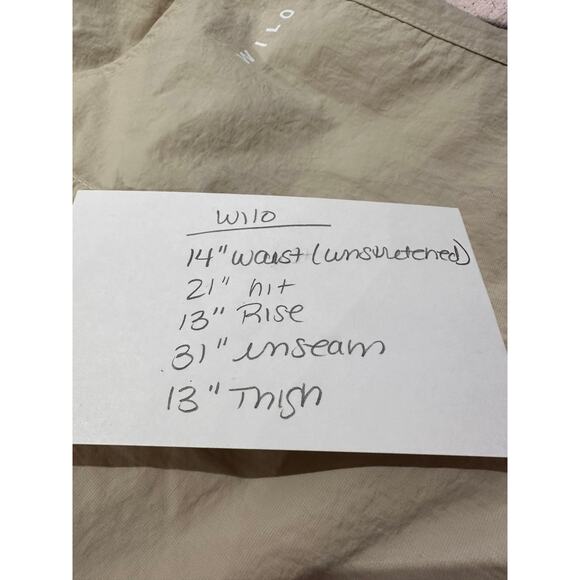 WILO
Wilo
14" Waist (unstretched)
21" hit
13" Rise
31" inseam
13" Thigh